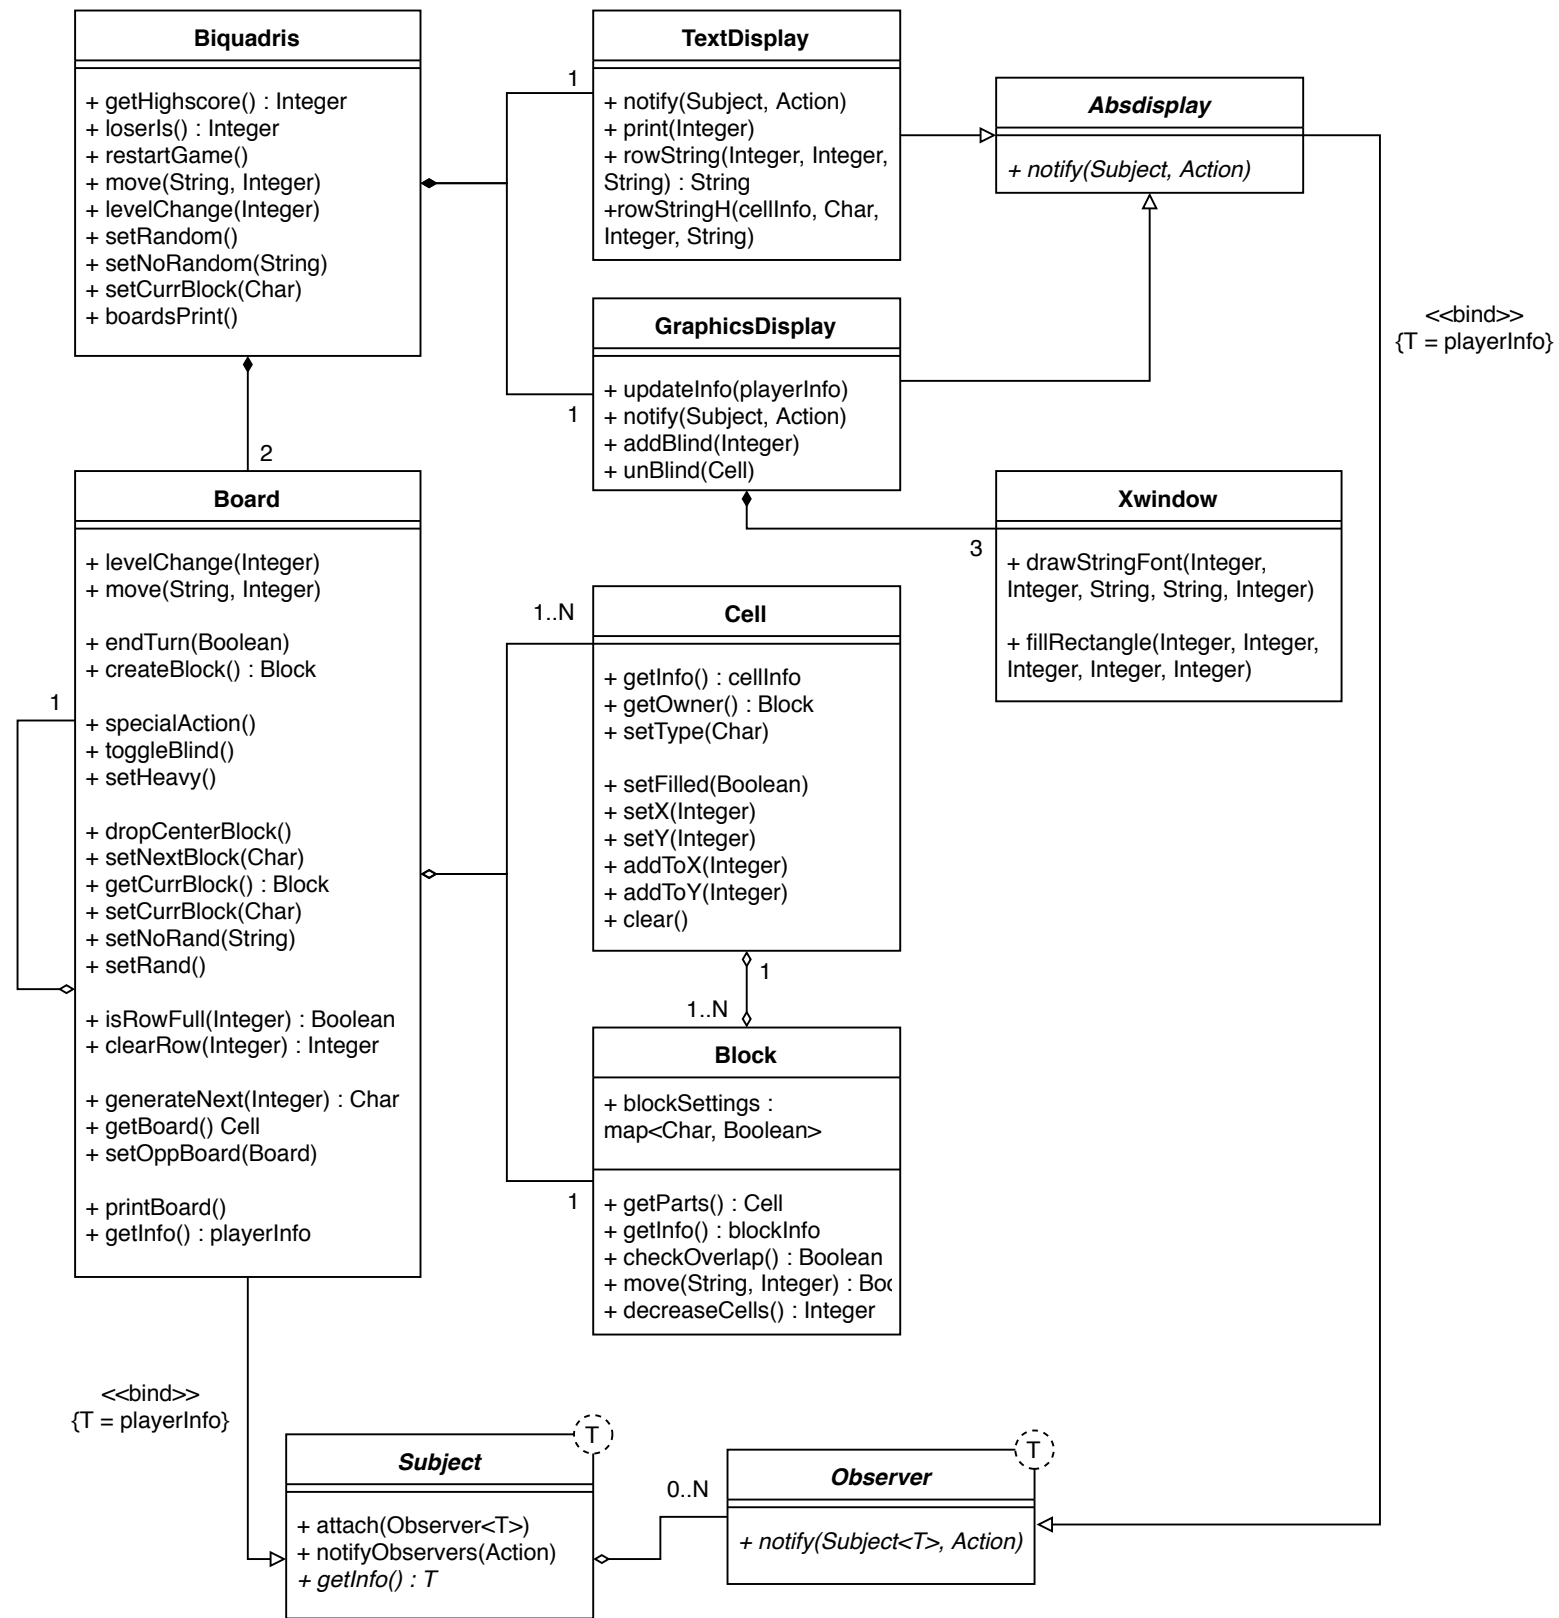 Biquadris
+ getHighscore() : Integer
+ loserIs() : Integer
+ restartGame()
+ move(String, Integer)
+ levelChange(Integer)
+ setRandom()
+ setNoRandom(String)
+ setCurrBlock(Char)
+ boardsPrint()
1
TextDisplay
+ notify(Subject, Action)
+ print(Integer)
+ rowString(Integer, Integer,
String) : String
+rowStringH(cellInfo, Char,
Integer, String)
Absdisplay
+ notify(Subject, Action)
<<bind>>
{T = playerInfo}
GraphicsDisplay
+ updateInfo(playerInfo)
+ notify(Subject, Action)
+ addBlind(Integer)
+ unBlind(Cell)
1
2
Board
+ levelChange(Integer)
+ move(String, Integer)
+ endTurn(Boolean)
+ createBlock() : Block
+ specialAction()
+ toggleBlind()
+ setHeavy()
+ dropCenterBlock()
+ setNextBlock(Char)
+ getCurrBlock() : Block
+ setCurrBlock(Char)
+ setNoRand(String)
+ setRand()
+ isRowFull(Integer) : Boolean
+ clearRow(Integer) : Integer
+ generateNext(Integer) : Char
+ getBoard() Cell
+ setOppBoard(Board)
+ printBoard()
+ getInfo() : playerInfo
1
Xwindow
+ drawStringFont(Integer,
Integer, String, String, Integer)
+ fillRectangle(Integer, Integer,
Integer, Integer, Integer)
3
1..N
Cell
+ getInfo() : cellInfo
+ getOwner() : Block
+ setType(Char)
+ setFilled(Boolean)
+ setX(Integer)
+ setY(Integer)
+ addToX(Integer)
+ addToY(Integer)
+ clear()
1
1..N
Block
+ blockSettings :
map<Char, Boolean>
+ getParts() : Cell
+ getInfo() : blockInfo
+ checkOverlap() : Boolean
+ move(String, Integer) : Boo
+ decreaseCells() : Integer
1
<<bind>>
{T = playerInfo}
T
Subject
+ attach(Observer<T>)
+ notifyObservers(Action)
+ getInfo() : T
0..N
T
Observer
+ notify(Subject<T>, Action)